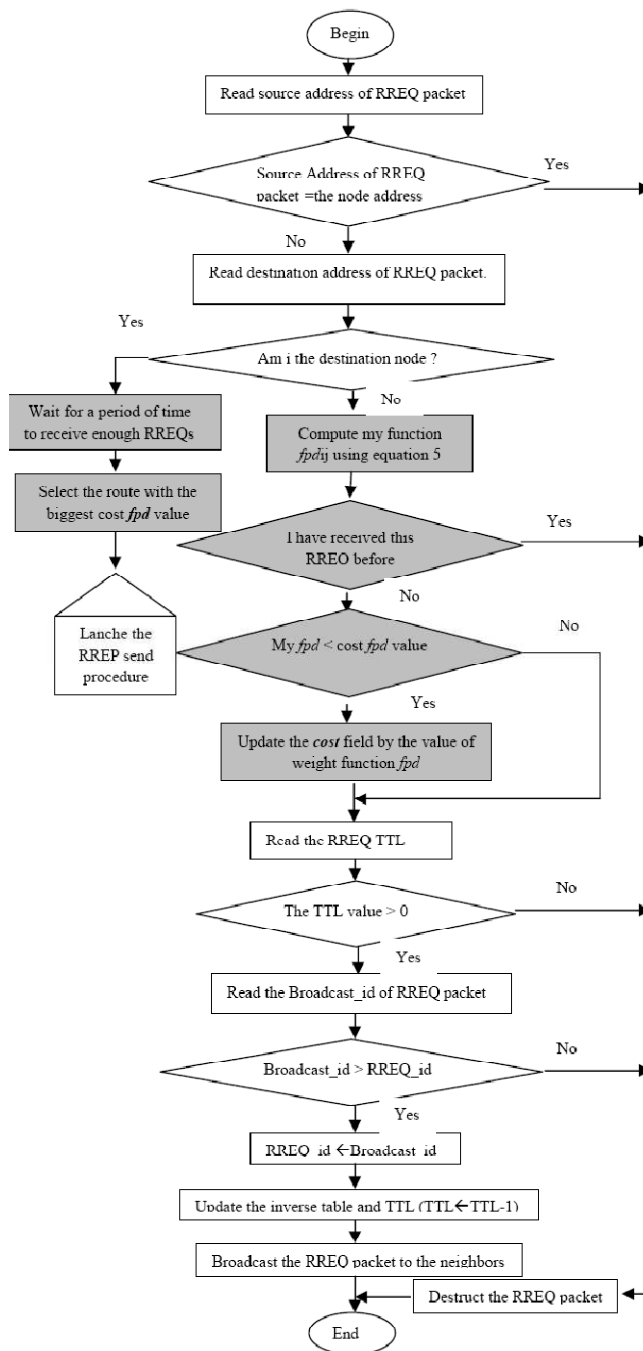 Begin
Read source address of RREQ packet
Source Address of RREQ
packet =the node address
Yes
No
Read destination address of RREQ packet.
Yes
Am i the destination node ?
No
Wait for a period of time
to receive enough RREQs
Compute my function
fpdij using equation 5
Select the route with the
biggest cost fpd value
I have received this
RREQ before
Yes
No
Lanche the
RREP send
procedure
My fpd < cost fpd value
No
Yes
Update the cost field by the value of
weight function fpd
Read the RREQ TTL
The TTL value > 0
No
Yes
Read the Broadcast_id of RREQ packet
Broadcast_id > RREQ_id
No
Yes
RREQ_id ←Broadcast_id
Update the inverse table and TTL (TTL←TTL-1)
Broadcast the RREQ packet to the neighbors
Destruct the RREQ packet
End